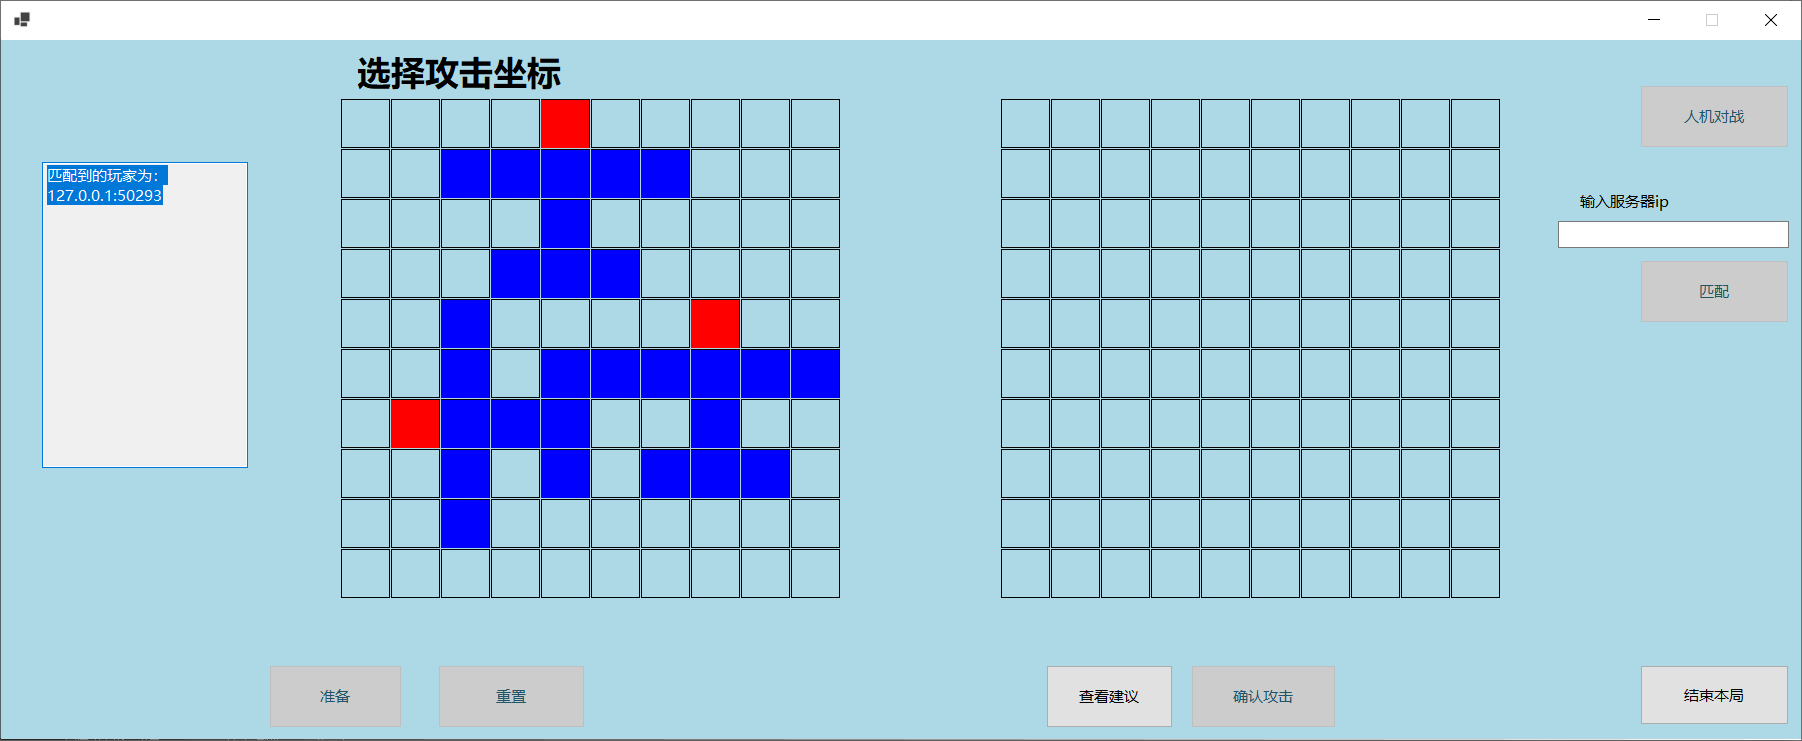 选择攻击坐标
人机对战
匹配到的玩家为：
127.0.0.1:50293
输入服务器ip
匹配
准备
重置
查看建议
确认攻击
结束本局